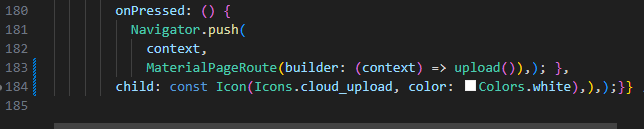 180 onPressed: () {
181 Navigator.push(
182 context,
183 MaterialPageRoute(builder: (context) => upload()),); },
184 child: const Icon(Icons.cloud_upload, color: Colors.white),),);}}
185